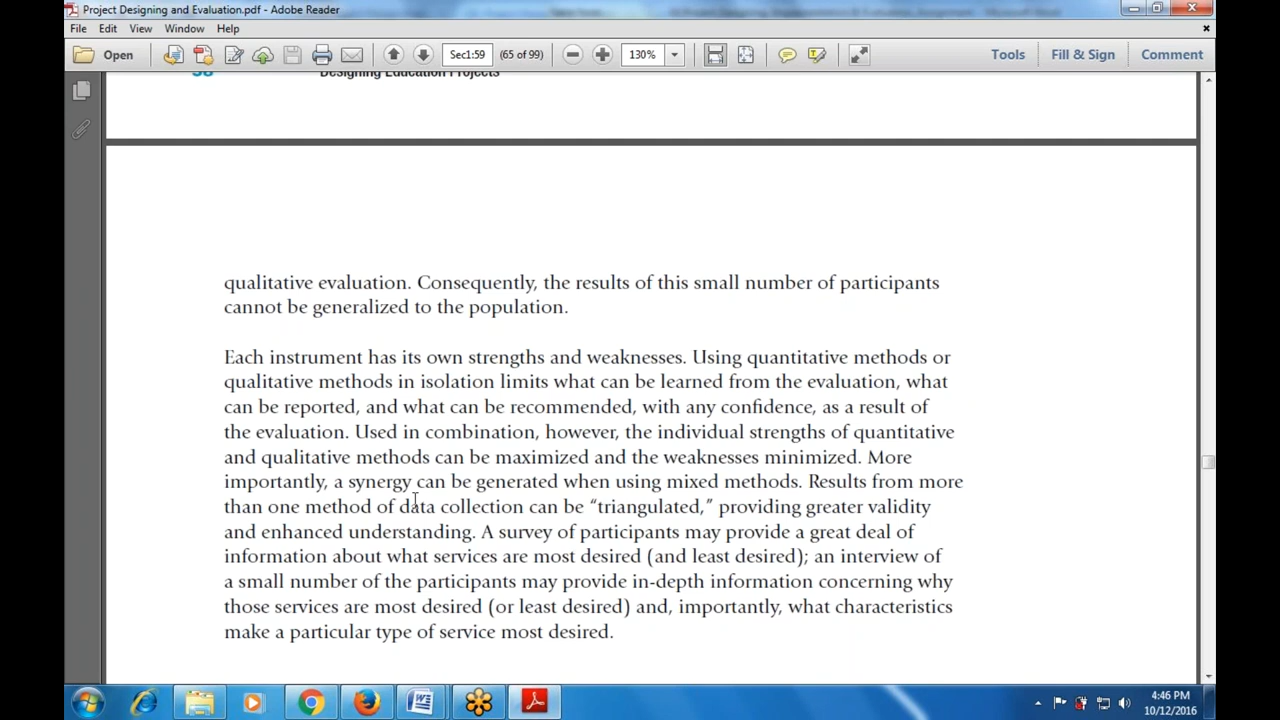 Project Designing and Evaluation.pdf - Adobe Reader
File Edit View Window Help
Open
Sec1:59
(65 of 99)
130%
Tools
Fill & Sign
Comment
Designing Education Projects
qualitative evaluation. Consequently, the results of this small number of participants
cannot be generalized to the population.
Each instrument has its own strengths and weaknesses. Using quantitative methods or
qualitative methods in isolation limits what can be learned from the evaluation, what
can be reported, and what can be recommended, with any confidence, as a result of
the evaluation. Used in combination, however, the individual strengths of quantitative
and qualitative methods can be maximized and the weaknesses minimized. More
importantly, a synergy can be generated when using mixed methods. Results from more
than one method of data collection can be “triangulated,” providing greater validity
and enhanced understanding. A survey of participants may provide a great deal of
information about what services are most desired (and least desired); an interview of
a small number of the participants may provide in-depth information concerning why
those services are most desired (or least desired) and, importantly, what characteristics
make a particular type of service most desired.
4:46 PM
10/12/2016